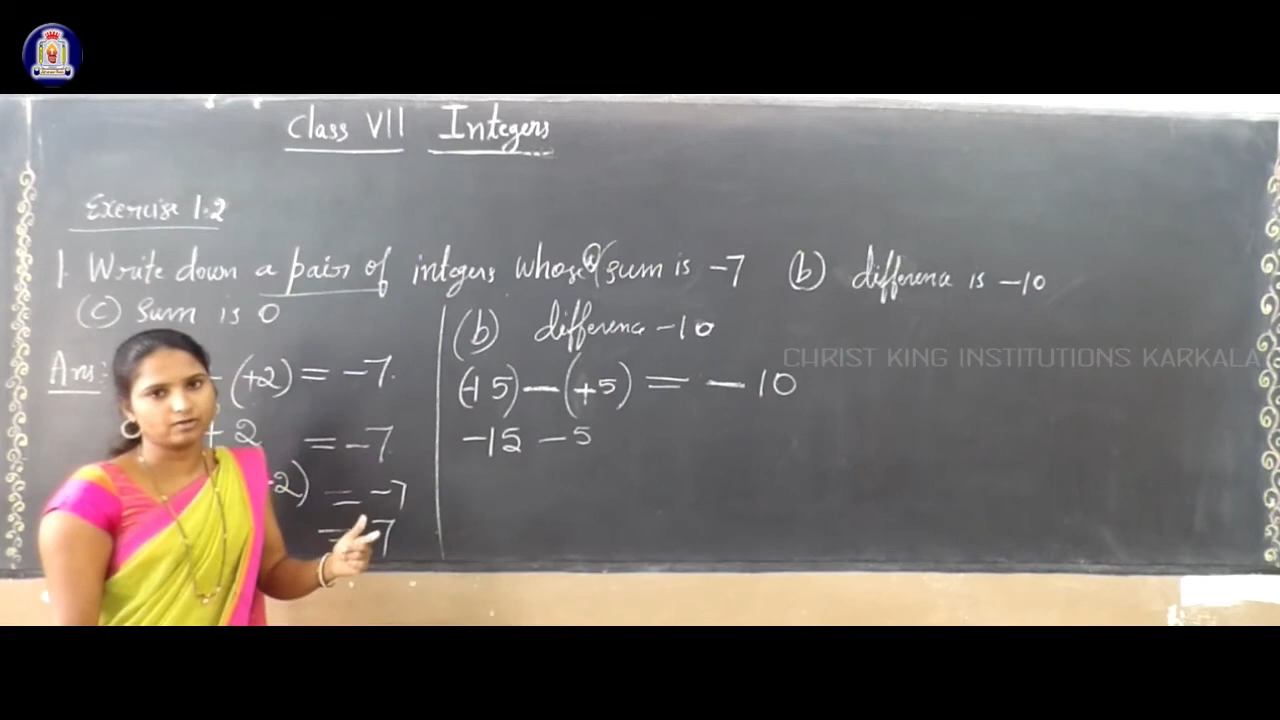 Class VII Integers
Exercise 1.2
1. Write down a pair of integers whose (a) sum is -7 (b) difference is -10
(c) sum is 0
(b) difference -10
CHRIST KING INSTITUTIONS KARKALA
Ans: -(+2) = -7.
(-15) - (+5) = -10
+2 = -7
-15 - 5
-2) = -7
= -7